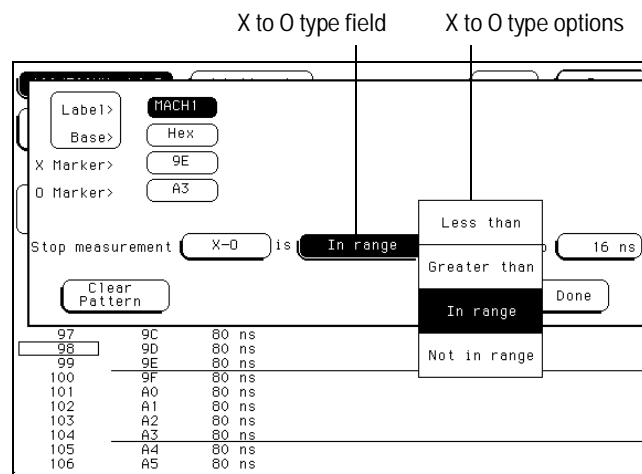 X to O type field X to O type options
Label> MACH1
Base> Hex
X Marker> 9E
O Marker> A3
Stop measurement X-O is In range 16 ns
Less than
Greater than
In range
Not in range
Clear
Pattern
Done
97 9C 80 ns
98 9D 80 ns
99 9E 80 ns
100 9F 80 ns
101 A0 80 ns
102 A1 80 ns
103 A2 80 ns
104 A3 80 ns
105 A4 80 ns
106 A5 80 ns